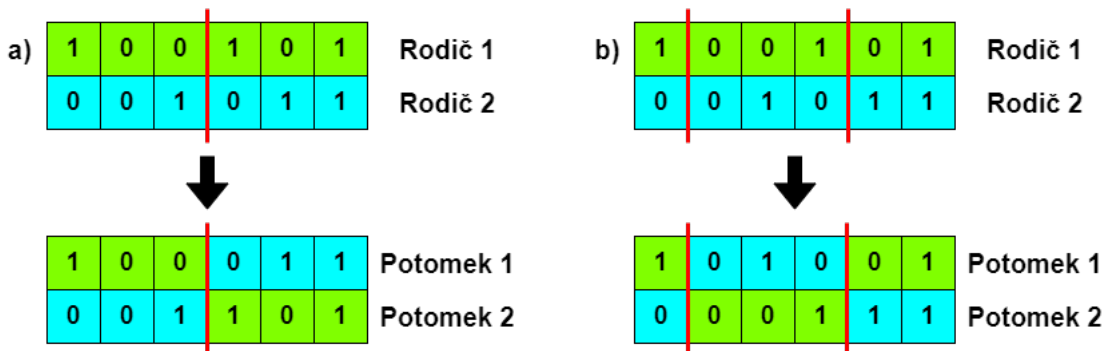 a) 1 0 0 1 0 1 Rodič 1
0 0 1 0 1 1 Rodič 2
1 0 0 0 1 1 Potomek 1
0 0 1 1 0 1 Potomek 2
b) 1 0 0 1 0 1 Rodič 1
0 0 1 0 1 1 Rodič 2
1 0 1 0 0 1 Potomek 1
0 0 0 1 1 1 Potomek 2